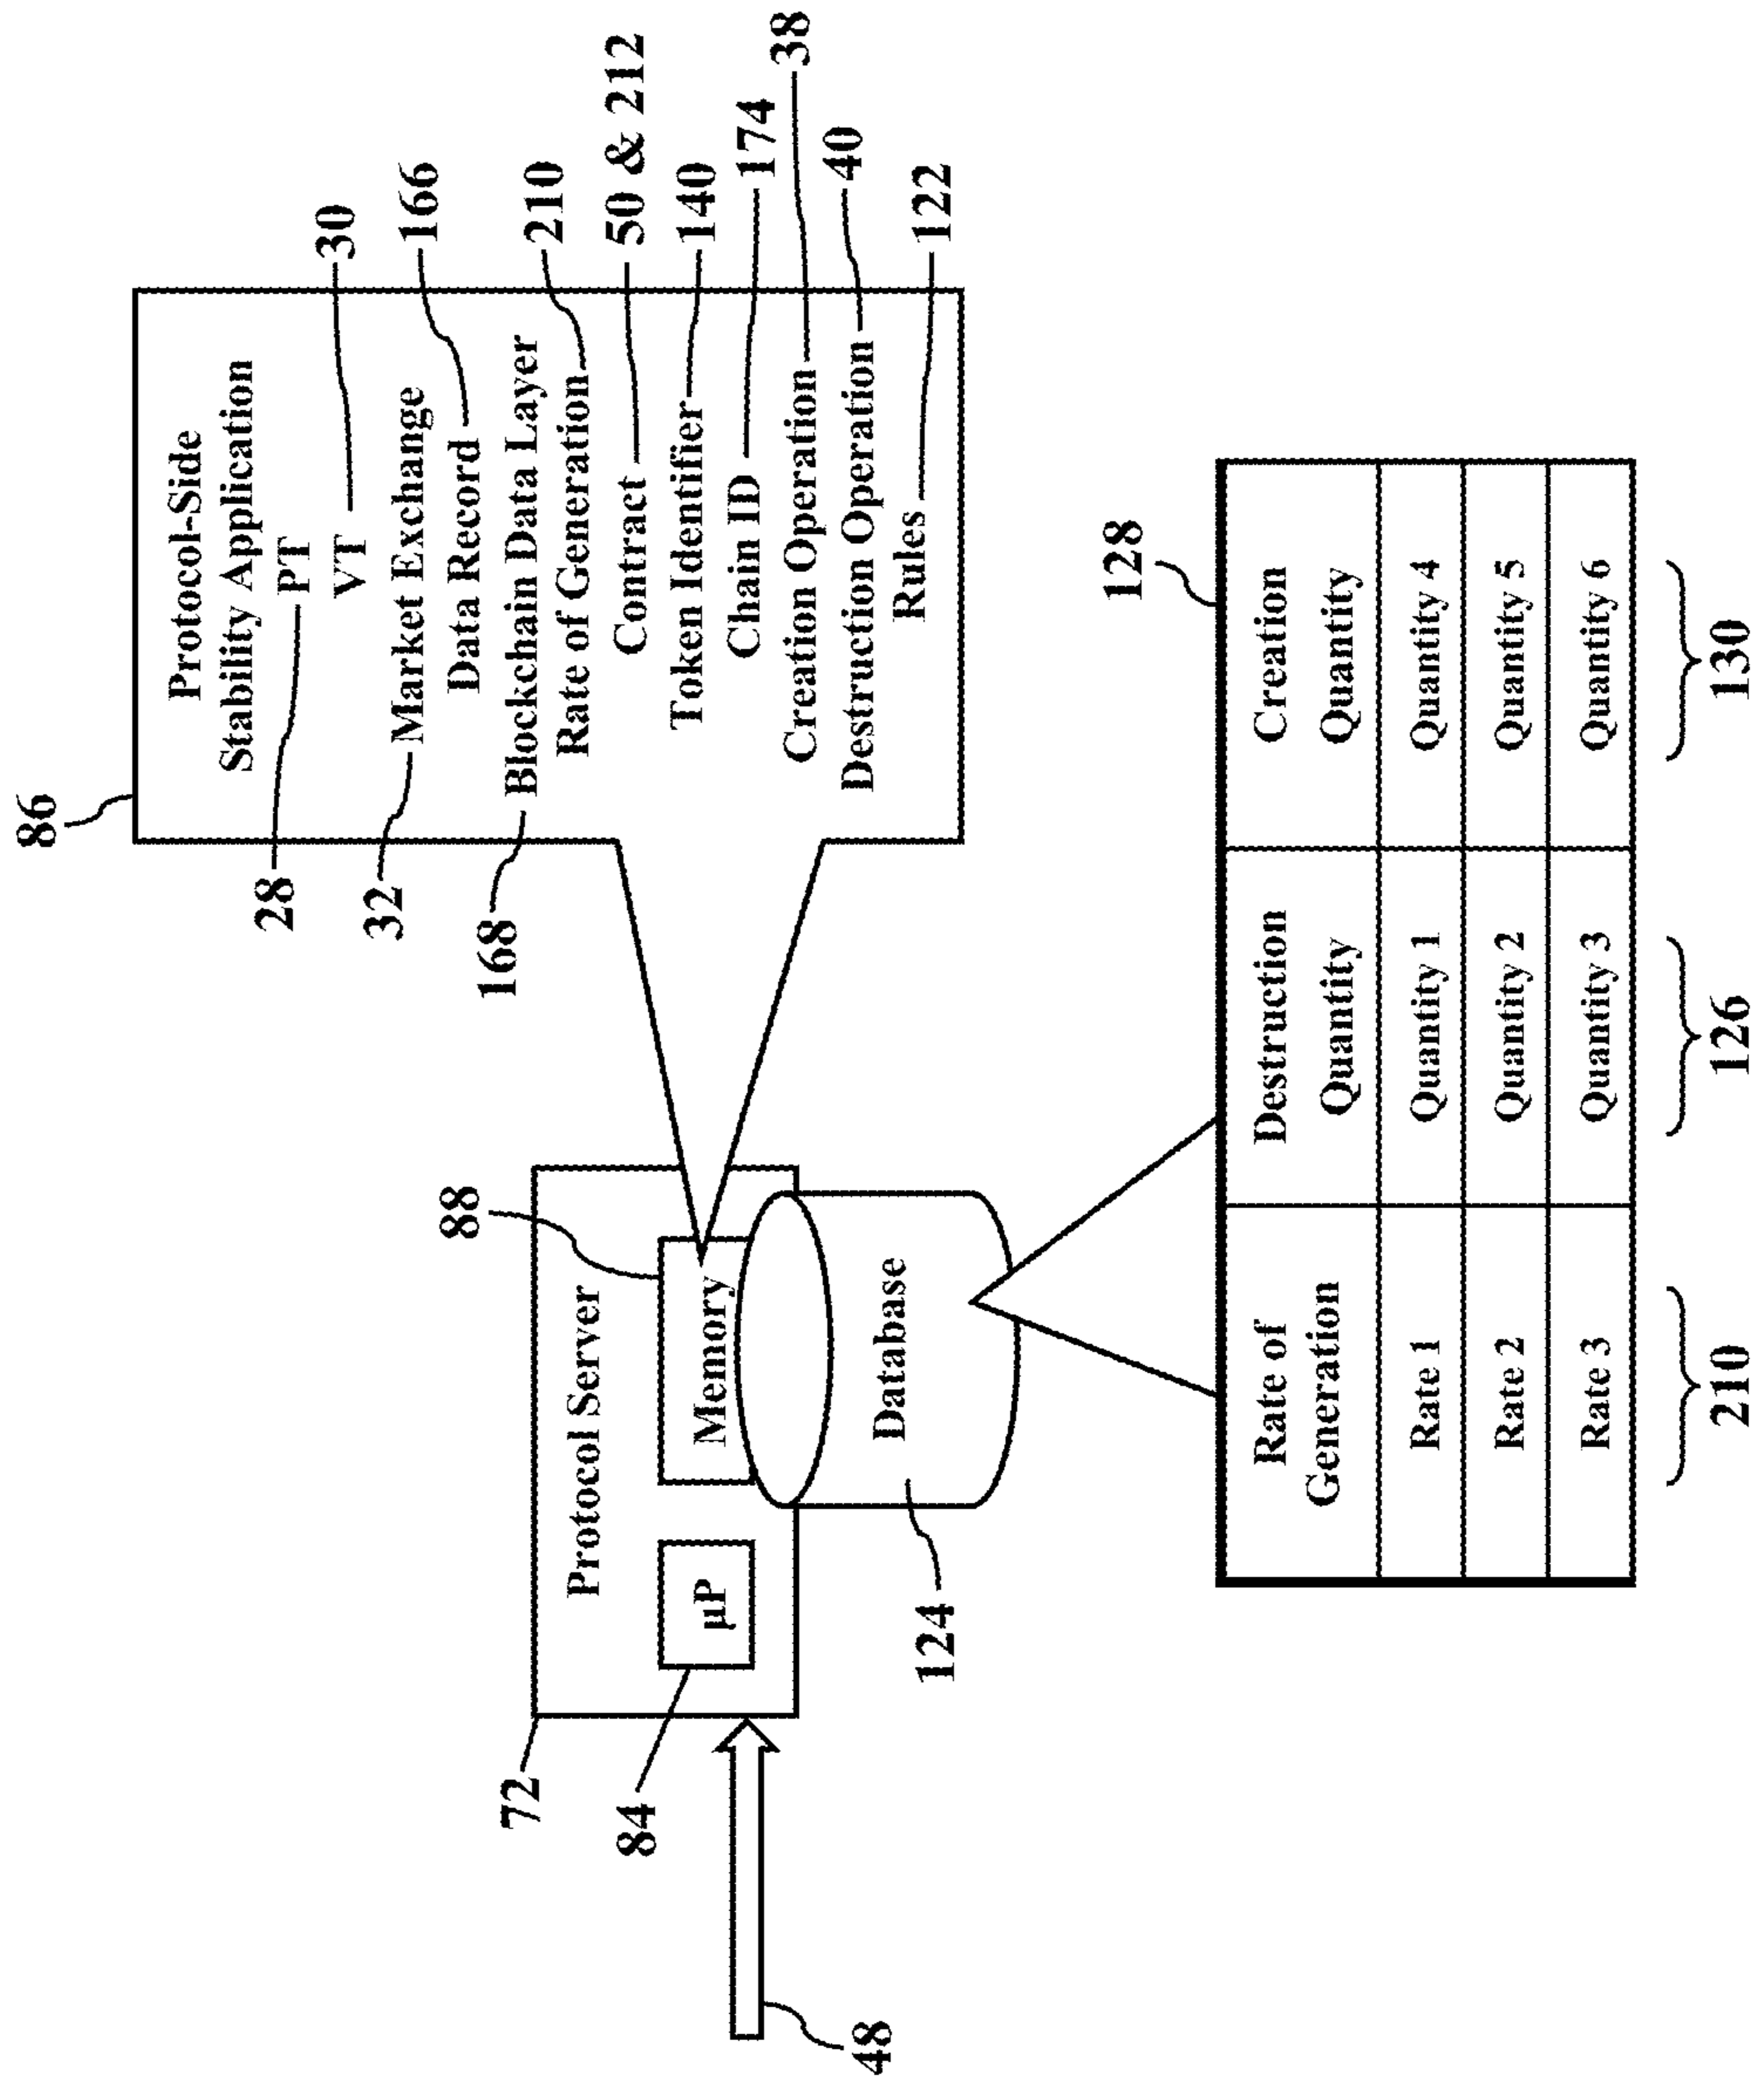 86
Protocol-Side
Stability Application
28 PT
VT 30
32 Market Exchange
Data Record 166
168 Blockchain Data Layer
Rate of Generation 210
Contract 50 & 212
Token Identifier 140
Chain ID 174
Creation Operation 38
Destruction Operation 40
Rules 122
72
Protocol Server
88
84
µP
Memory
48
Database
124
128
Rate of Generation Destruction Quantity Creation Quantity
Rate 1 Quantity 1 Quantity 4
Rate 2 Quantity 2 Quantity 5
Rate 3 Quantity 3 Quantity 6
210 126 130